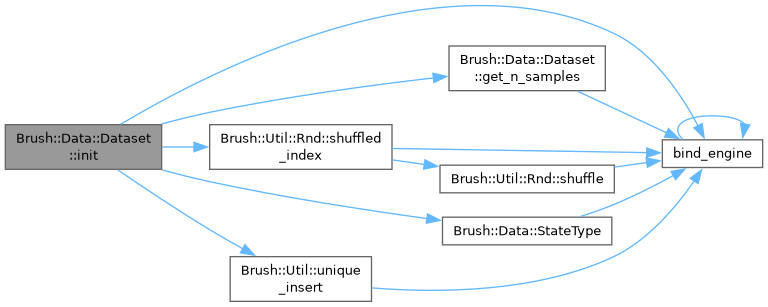 Brush::Data::Dataset
::init
Brush::Data::Dataset
::get_n_samples
Brush::Util::Rnd::shuffled
_index
Brush::Util::Rnd::shuffle
bind_engine
Brush::Data::StateType
Brush::Util::unique
_insert